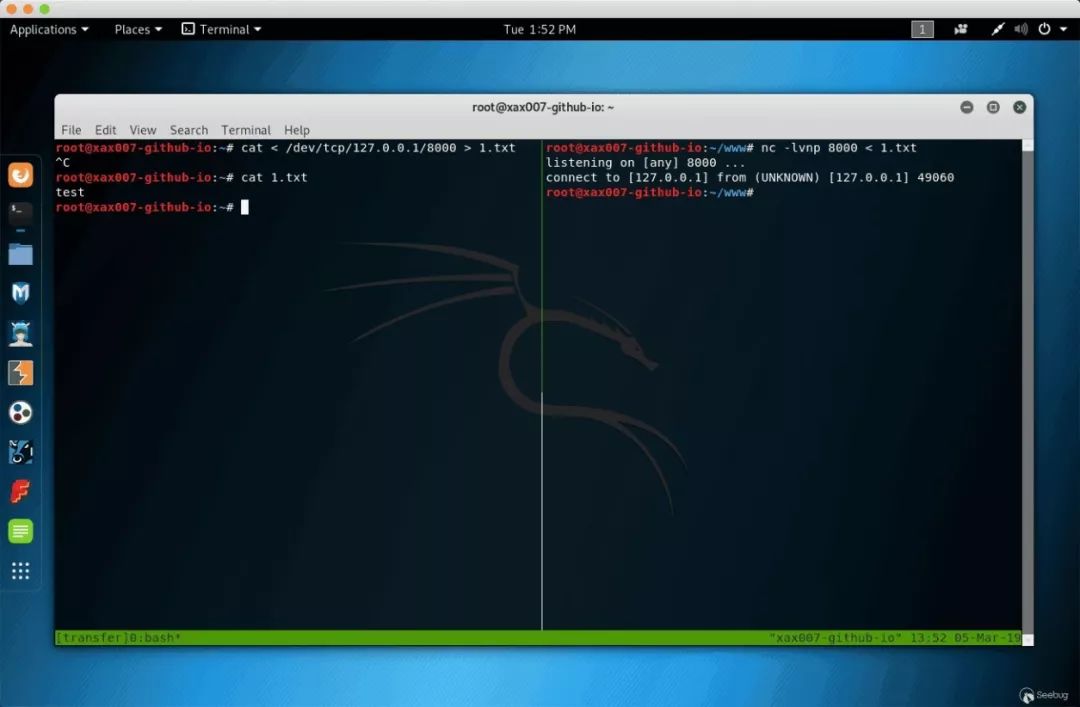 Applications Places Terminal Tue 1:52 PM 1
root@xax007-github-io: ~
File Edit View Search Terminal Help
root@xax007-github-io:~# cat < /dev/tcp/127.0.0.1/8000 > 1.txt
^C
root@xax007-github-io:~# cat 1.txt
test
root@xax007-github-io:~#
root@xax007-github-io:~/www# nc -lvnp 8000 < 1.txt
listening on [any] 8000 ...
connect to [127.0.0.1] from (UNKNOWN) [127.0.0.1] 49060
root@xax007-github-io:~/www#
[transfer]0:bash* "xax007-github-io" 13:52 05-Mar-19
Seebug